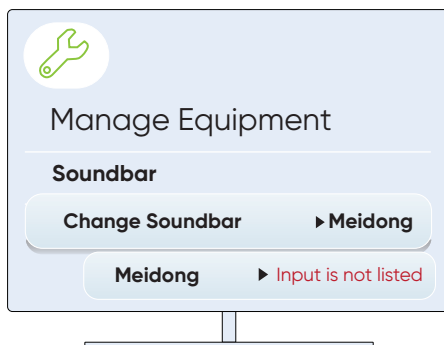 Manage Equipment
Soundbar
Change Soundbar Meidong
Meidong Input is not listed